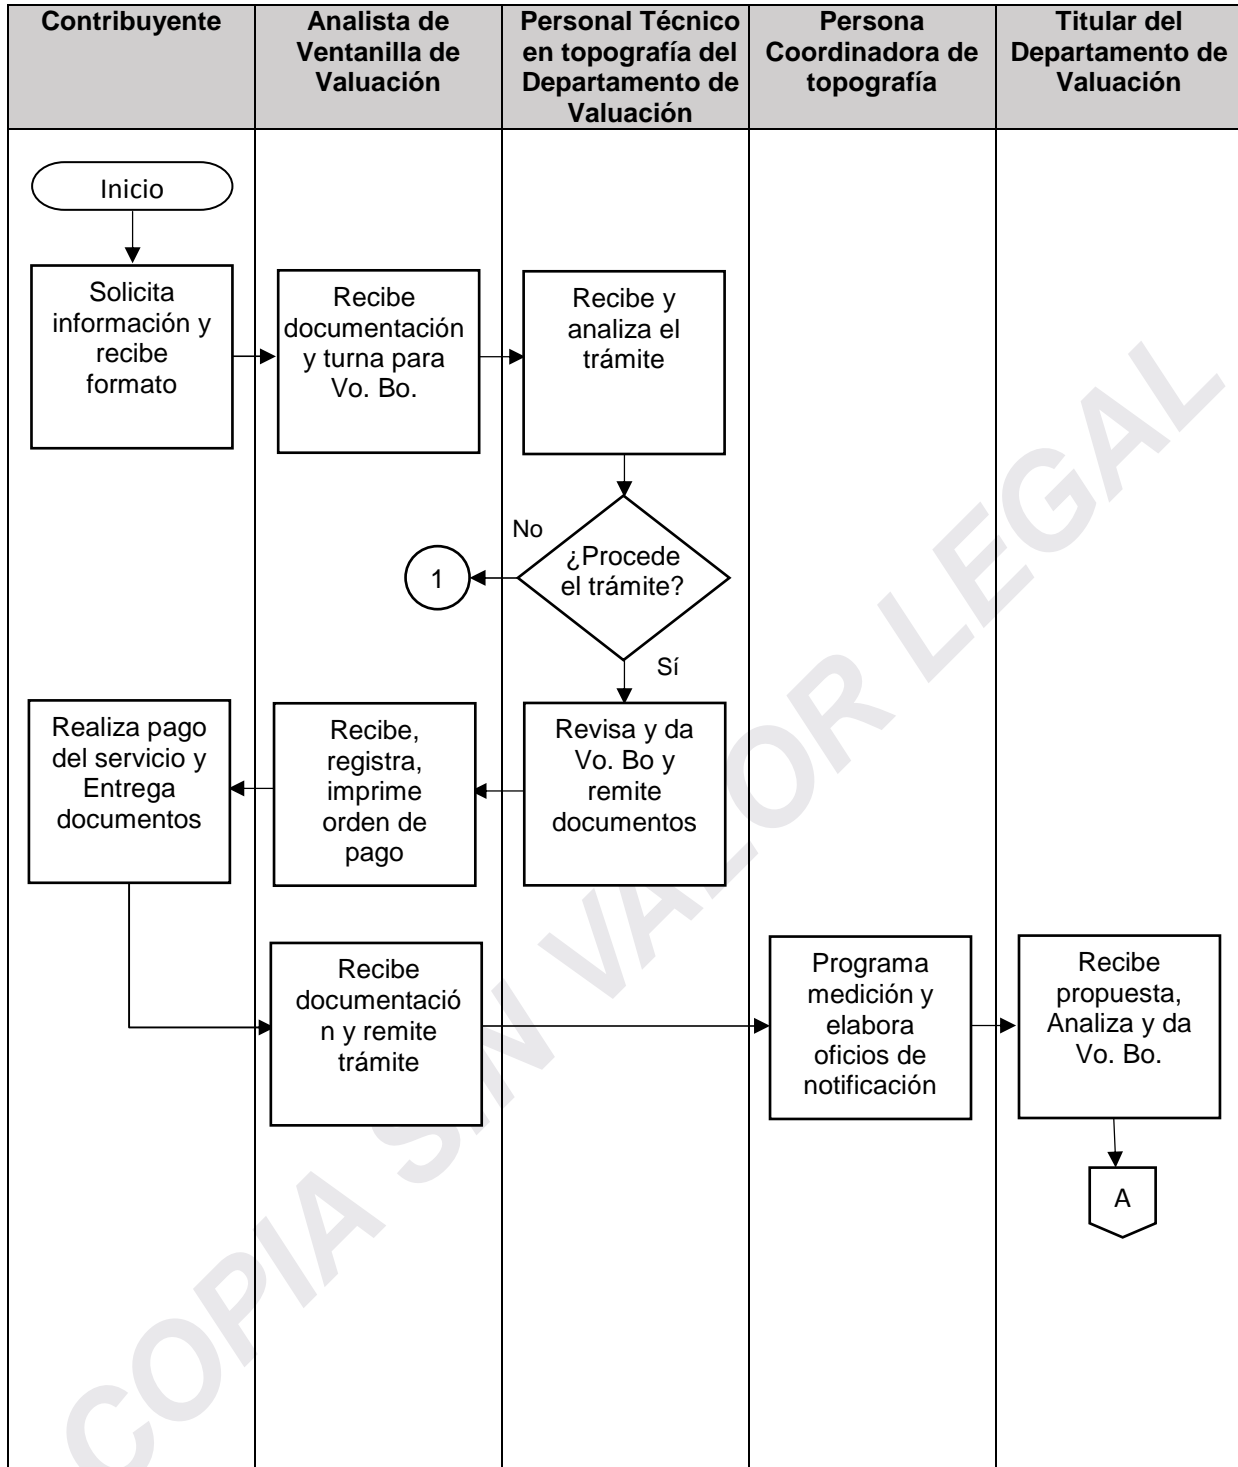 Contribuyente
Analista de
Ventanilla de
Valuación
Personal Técnico
en topografía del
Departamento de
Valuación
Persona
Coordinadora de
topografía
Titular del
Departamento de
Valuación
Inicio
Solicita
información y
recibe
formato
Recibe
documentación
y turna para
Vo. Bo.
Recibe y
analiza el
trámite
No
¿Procede
el trámite?
1
Sí
Realiza pago
del servicio y
Entrega
documentos
Recibe,
registra,
imprime
orden de
pago
Revisa y da
Vo. Bo y
remite
documentos
Recibe
documentació
n y remite
trámite
Programa
medición y
elabora
oficios de
notificación
Recibe
propuesta,
Analiza y da
Vo. Bo.
A
COPIA SIN VALOR LEGAL